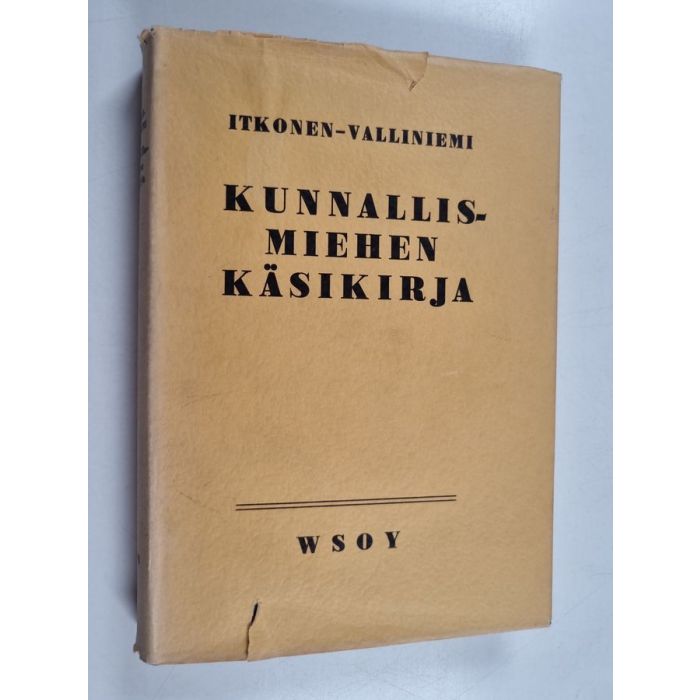 ITKONEN-VALLINIEMI
KUNNALLIS-
MIEHEN
KÄSIKIRJA
WSOY